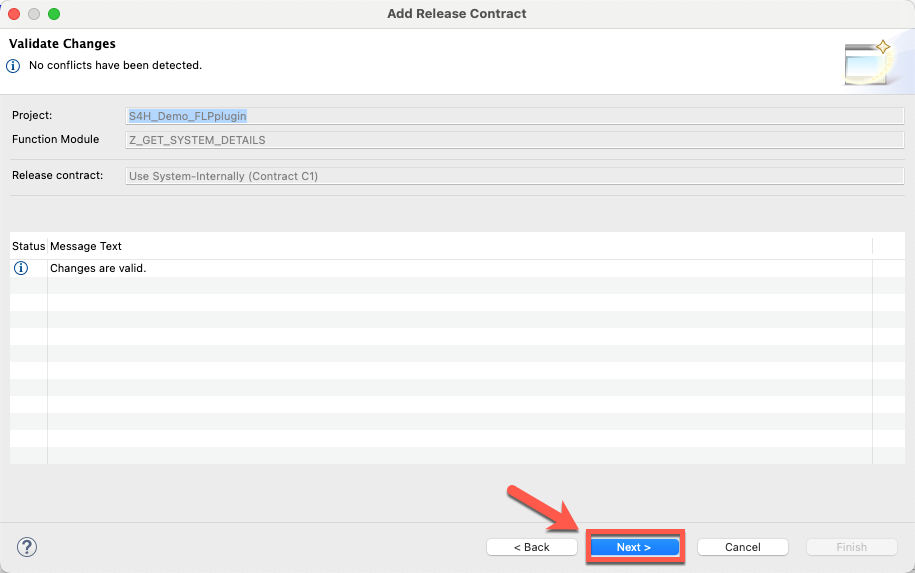 Add Release Contract
Validate Changes
No conflicts have been detected.
Project: S4H_Demo_FLPplugin
Function Module Z_GET_SYSTEM_DETAILS
Release contract: Use System-Internally (Contract C1)
Status Message Text
Changes are valid.
? < Back Next > Cancel Finish